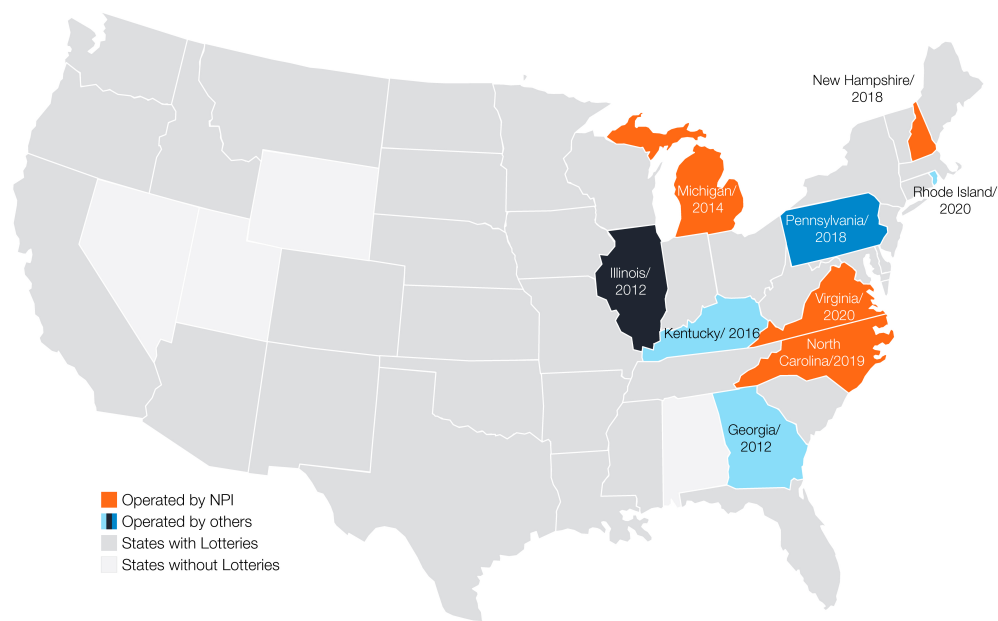 New Hampshire/
2018
Rhode Island/
2020
Michigan/
2014
Pennsylvania/
2018
Illinois/
2012
Virginia/
2020
Kentucky/ 2016
North
Carolina/2019
Georgia/
2012
Operated by NPI
Operated by others
States with Lotteries
States without Lotteries